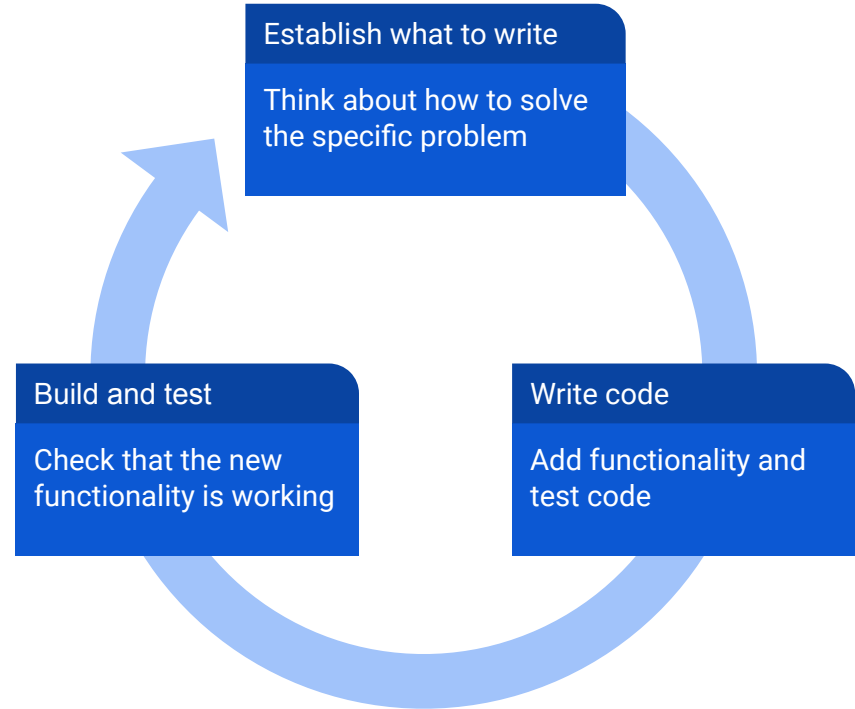 Establish what to write
Think about how to solve
the specific problem
Build and test
Check that the new
functionality is working
Write code
Add functionality and
test code